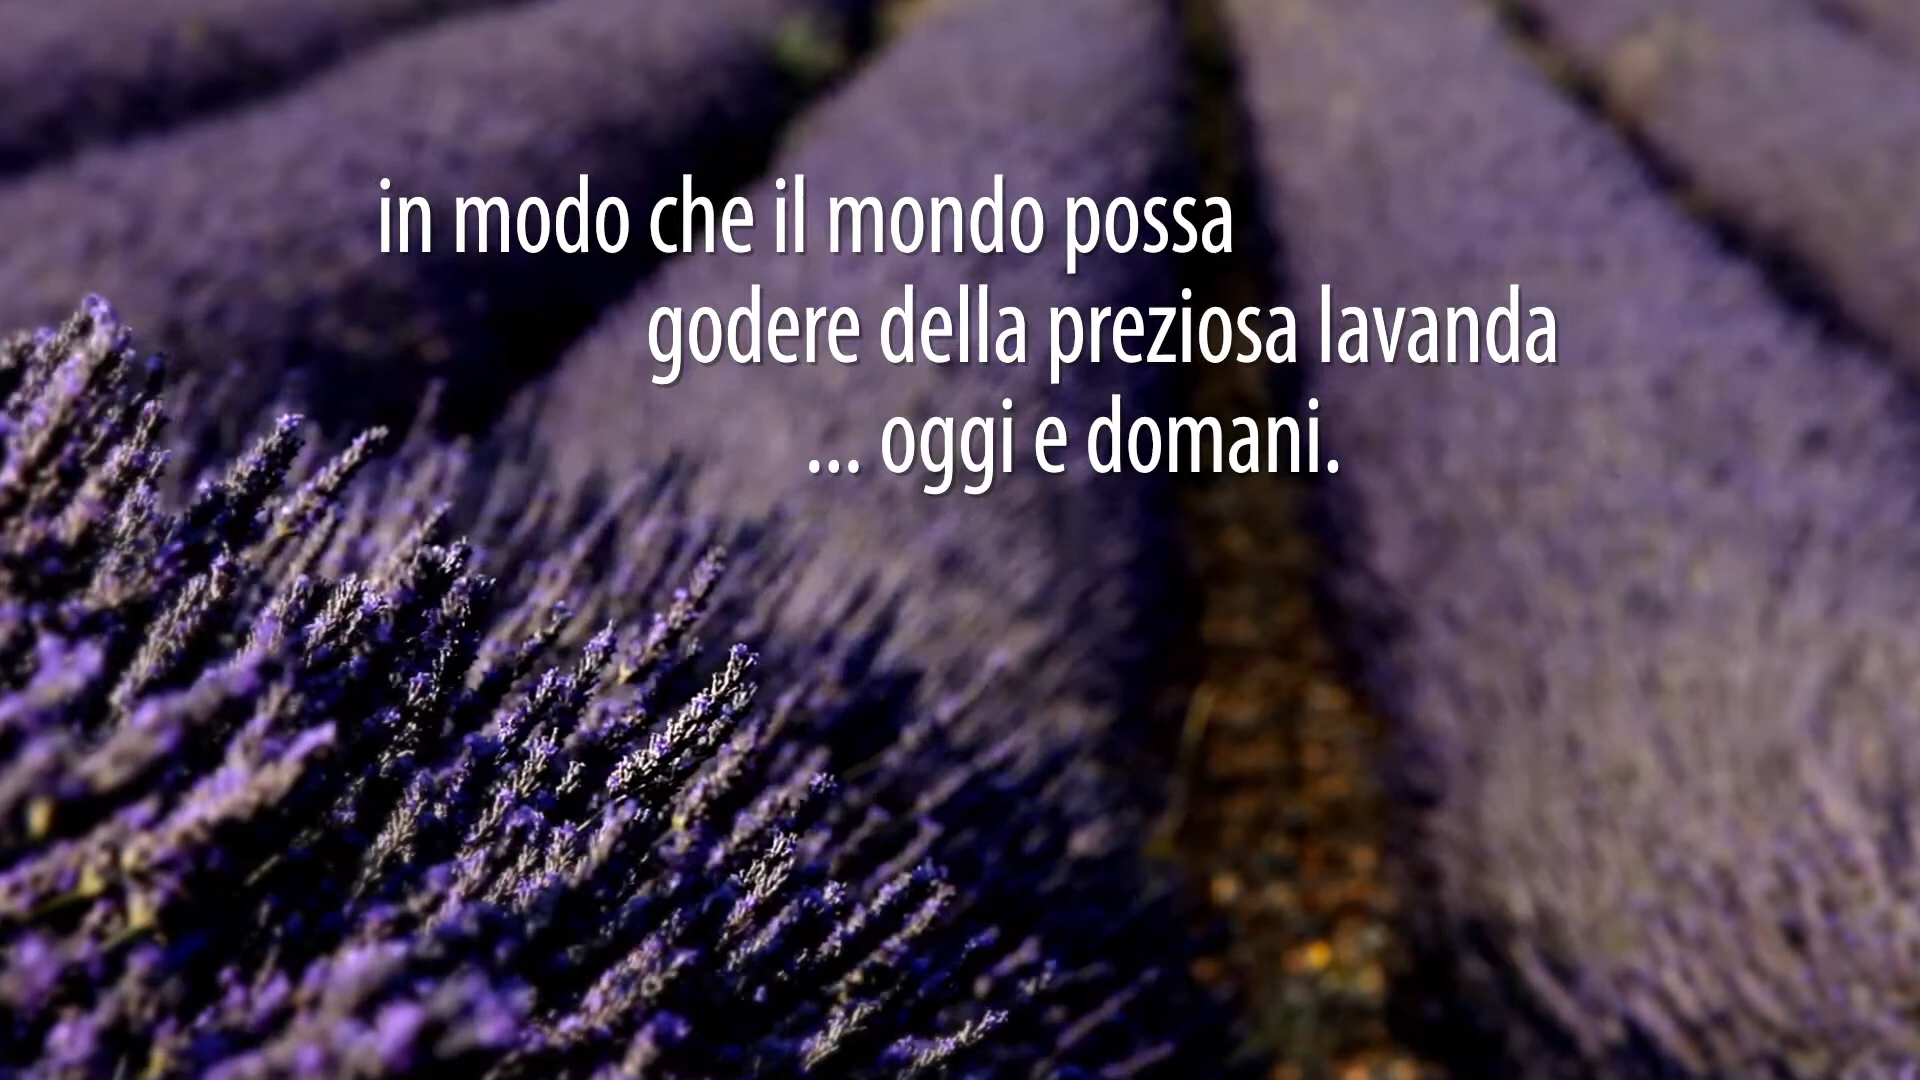 in modo che il mondo possa
godere della preziosa lavanda
... oggi e domani.